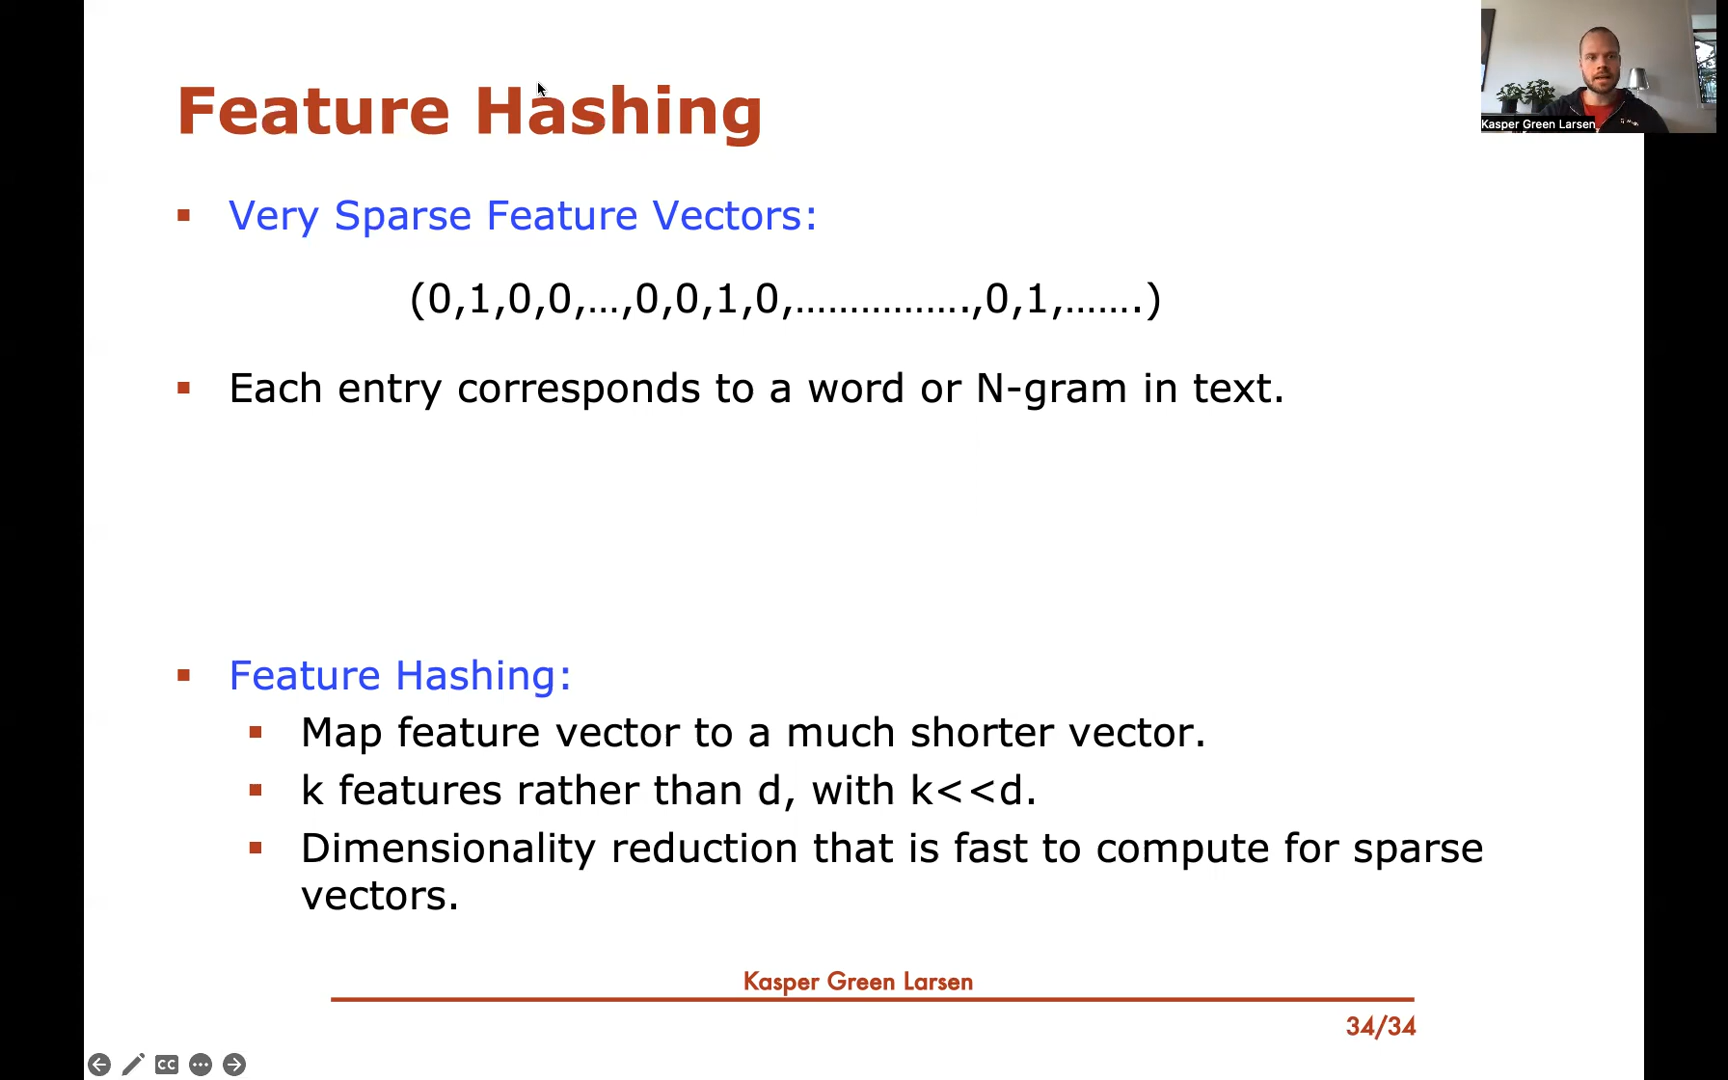 Feature Hashing
Kasper Green Larsen
▪ Very Sparse Feature Vectors:
(0,1,0,0,…,0,0,1,0,…………….,0,1,…….)
▪ Each entry corresponds to a word or N-gram in text.
▪ Feature Hashing:
▪ Map feature vector to a much shorter vector.
▪ k features rather than d, with k<<d.
▪ Dimensionality reduction that is fast to compute for sparse
vectors.
Kasper Green Larsen
34/34
CC